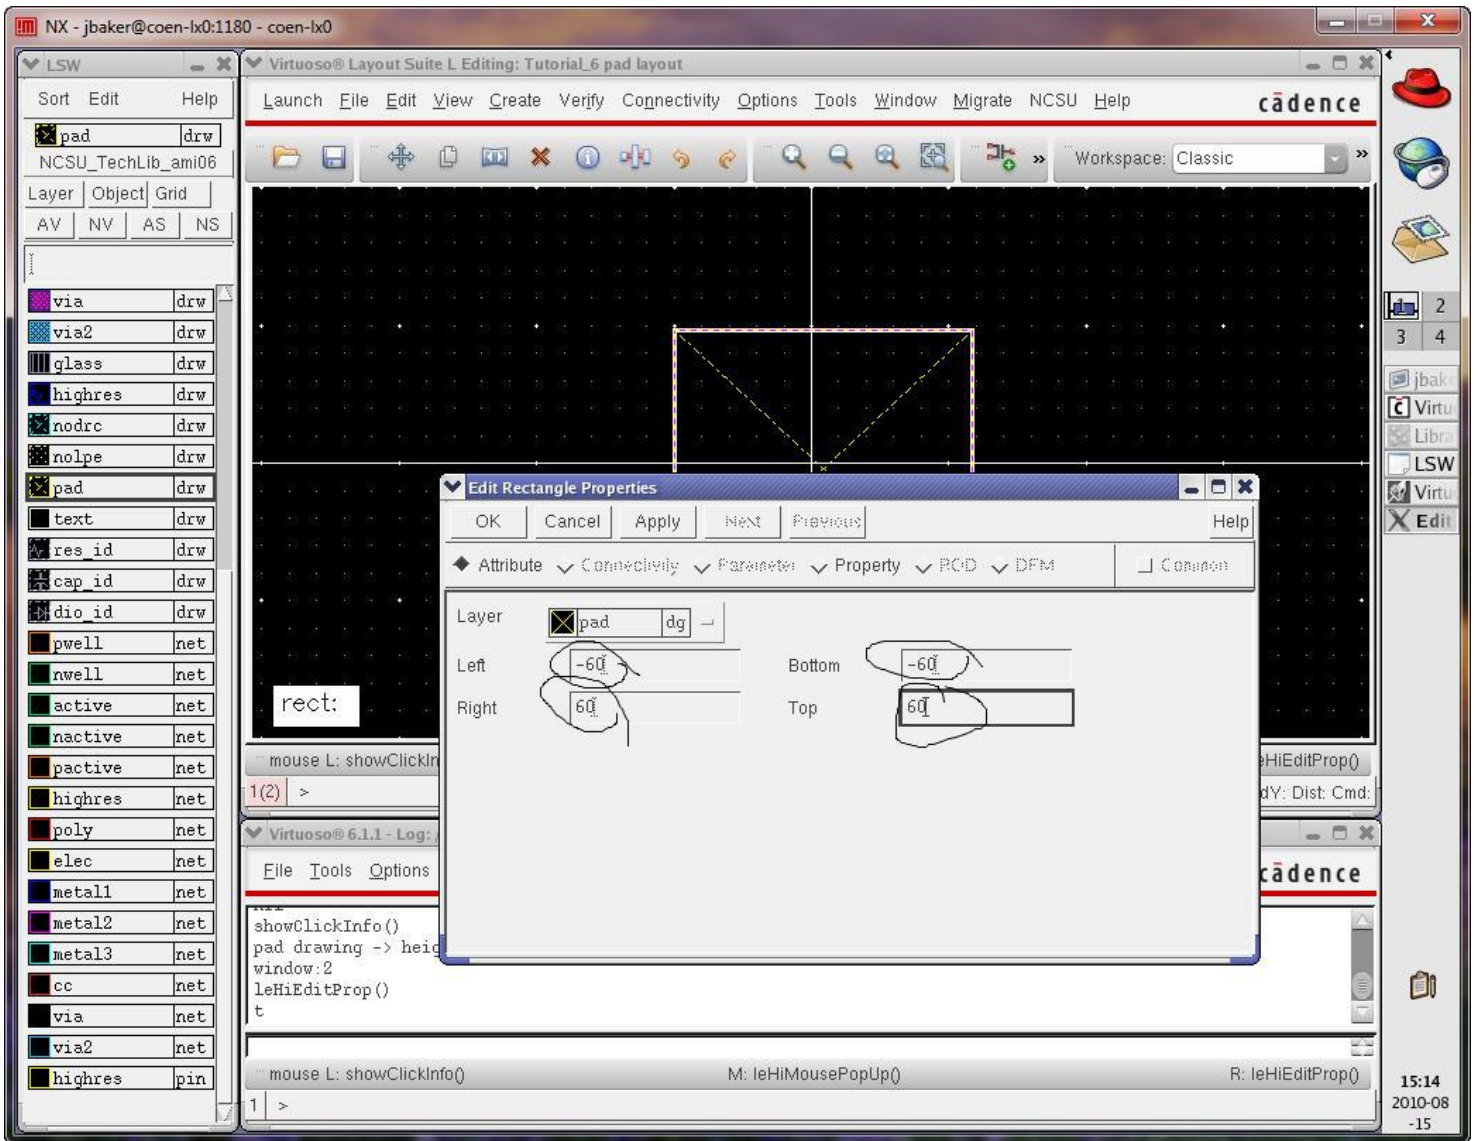 NX - jbaker@coen-lx0:1180 - coen-lx0
LSW
Sort Edit Help
pad drw
NCSU_TechLib_ami06
Layer Object Grid
AV NV AS NS
via drw
via2 drw
glass drw
highres drw
nodrc drw
nolpe drw
pad drw
text drw
res_id drw
cap_id drw
dio_id drw
pwell net
nwell net
active net
nactive net
pactive net
highres net
poly net
elec net
metal1 net
metal2 net
metal3 net
cc net
via net
via2 net
highres pin
Virtuoso® Layout Suite L Editing: Tutorial_6 pad layout
Launch File Edit View Create Verify Connectivity Options Tools Window Migrate NCSU Help
cādence
» Workspace: Classic »
rect:
mouse L: showClickIn
leHiEditProp()
1(2) >
dY: Dist: Cmd:
Edit Rectangle Properties
OK Cancel Apply Next Previous Help
Attribute Connectivity Parameter Property ROD DFM Common
Layer pad dg
Left -60 Bottom -60
Right 60 Top 60
Virtuoso® 6.1.1 - Log: /
File Tools Options
cādence
showClickInfo()
pad drawing -> heig
window:2
leHiEditProp()
t
mouse L: showClickInfo() M: leHiMousePopUp() R: leHiEditProp()
1 >
1 2
3 4
jbake
Virtu
Libra
LSW
Virtu
Edit
15:14
2010-08
-15